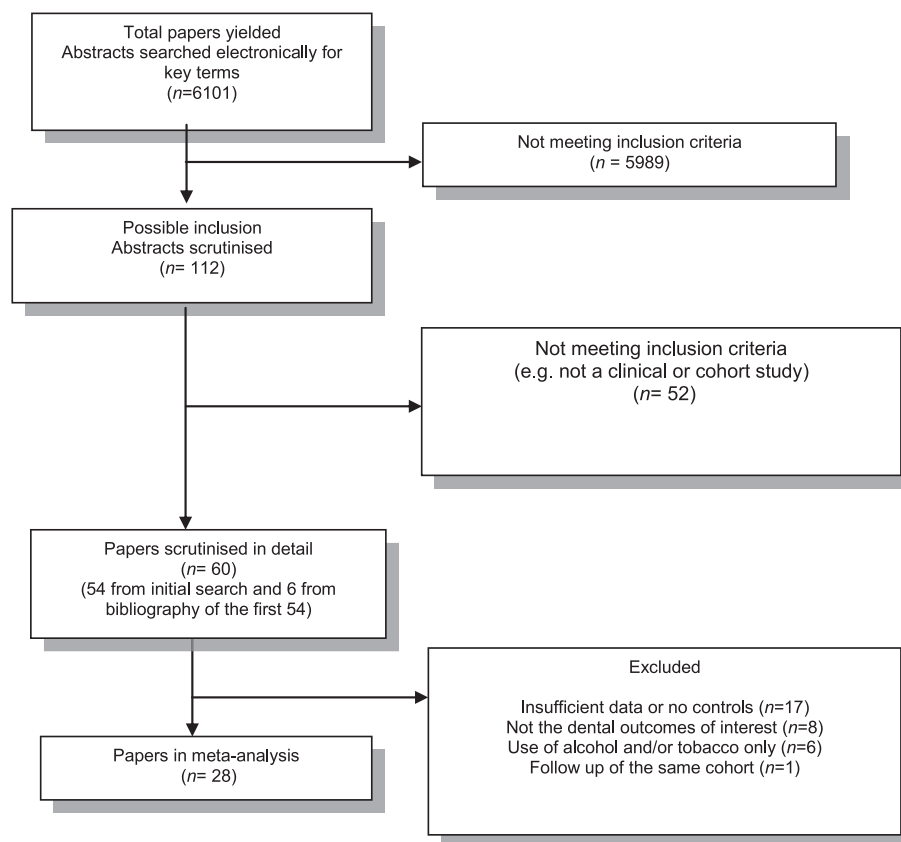 Total papers yielded
Abstracts searched electronically for
key terms
(n=6101)
Not meeting inclusion criteria
(n = 5989)
Possible inclusion
Abstracts scrutinised
(n= 112)
Not meeting inclusion criteria
(e.g. not a clinical or cohort study)
(n= 52)
Papers scrutinised in detail
(n= 60)
(54 from initial search and 6 from
bibliography of the first 54)
Excluded
Insufficient data or no controls (n=17)
Not the dental outcomes of interest (n=8)
Use of alcohol and/or tobacco only (n=6)
Follow up of the same cohort (n=1)
Papers in meta-analysis
(n= 28)